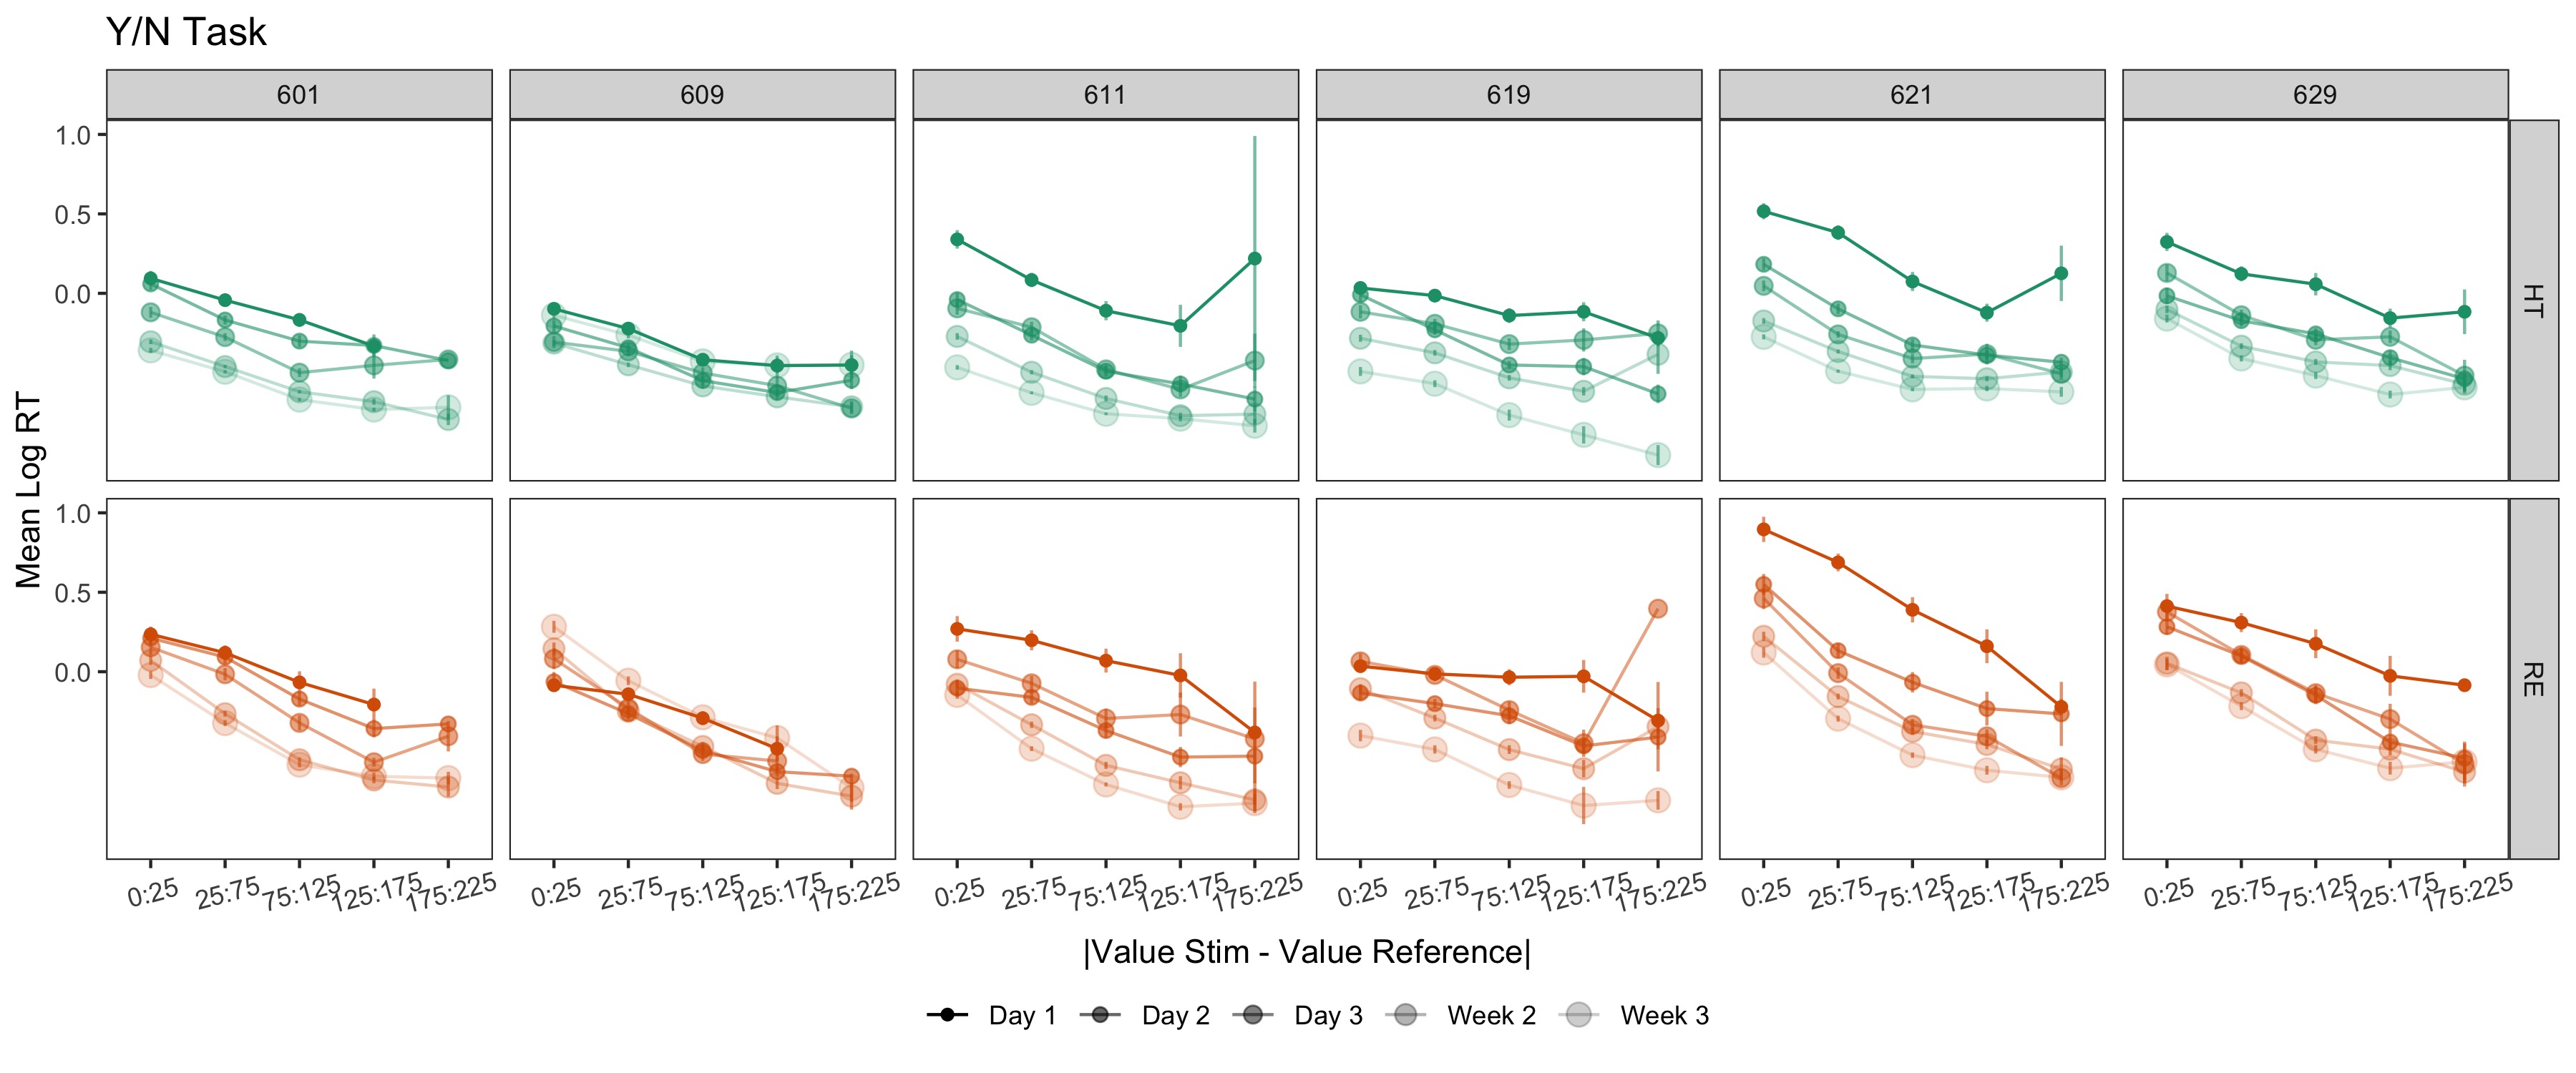 Y/N Task
601 609 611 619 621 629
1.0
0.5
0.0
HT
Mean Log RT
1.0
0.5
0.0
RE
0:25 25:75 75:125 125:175 175:225 0:25 25:75 75:125 125:175 175:225 0:25 25:75 75:125 125:175 175:225 0:25 25:75 75:125 125:175 175:225 0:25 25:75 75:125 125:175 175:225 0:25 25:75 75:125 125:175 175:225
|Value Stim - Value Reference|
Day 1 Day 2 Day 3 Week 2 Week 3